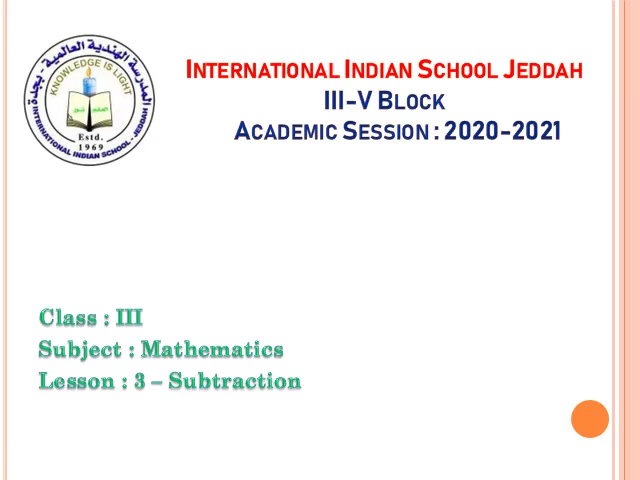 المدرسة الهندية العالمية - بجدة
KNOWLEDGE IS LIGHT
Estd.
1969
INTERNATIONAL INDIAN SCHOOL - JEDDAH
INTERNATIONAL INDIAN SCHOOL JEDDAH
III-V BLOCK
ACADEMIC SESSION : 2020-2021
Class : III
Subject : Mathematics
Lesson : 3 – Subtraction